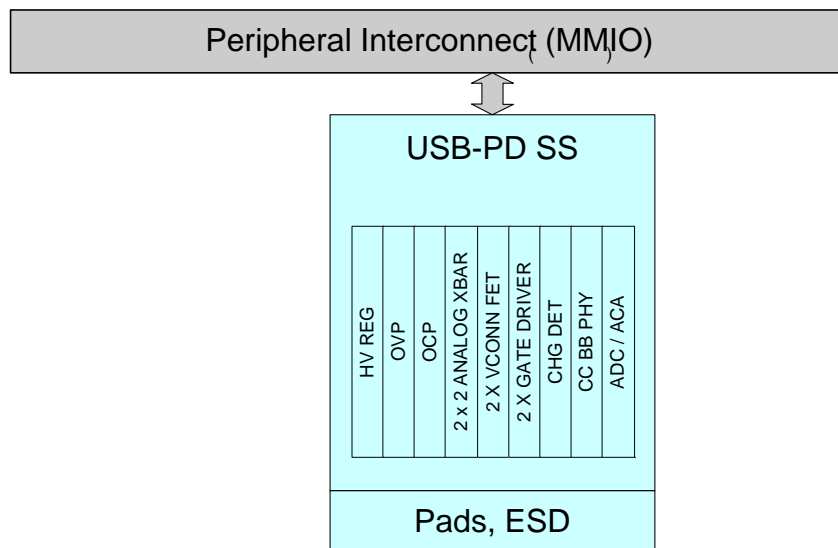 Peripheral Interconnect (MMIO)
USB-PD SS
HV REG
OVP
OCP
2 x 2 ANALOG XBAR
2 X VCONN FET
2 X GATE DRIVER
CHG DET
CC BB PHY
ADC / ACA
Pads, ESD